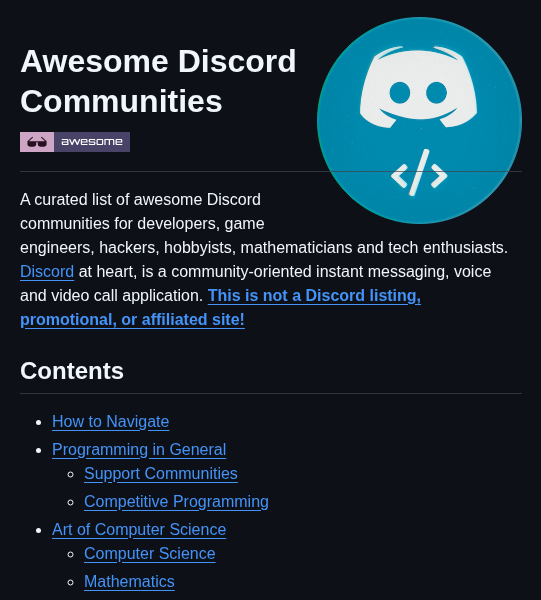 Awesome Discord
Communities
awesome
</>
A curated list of awesome Discord
communities for developers, game
engineers, hackers, hobbyists, mathematicians and tech enthusiasts.
Discord at heart, is a community-oriented instant messaging, voice
and video call application. This is not a Discord listing,
promotional, or affiliated site!
Contents
How to Navigate
Programming in General
Support Communities
Competitive Programming
Art of Computer Science
Computer Science
Mathematics